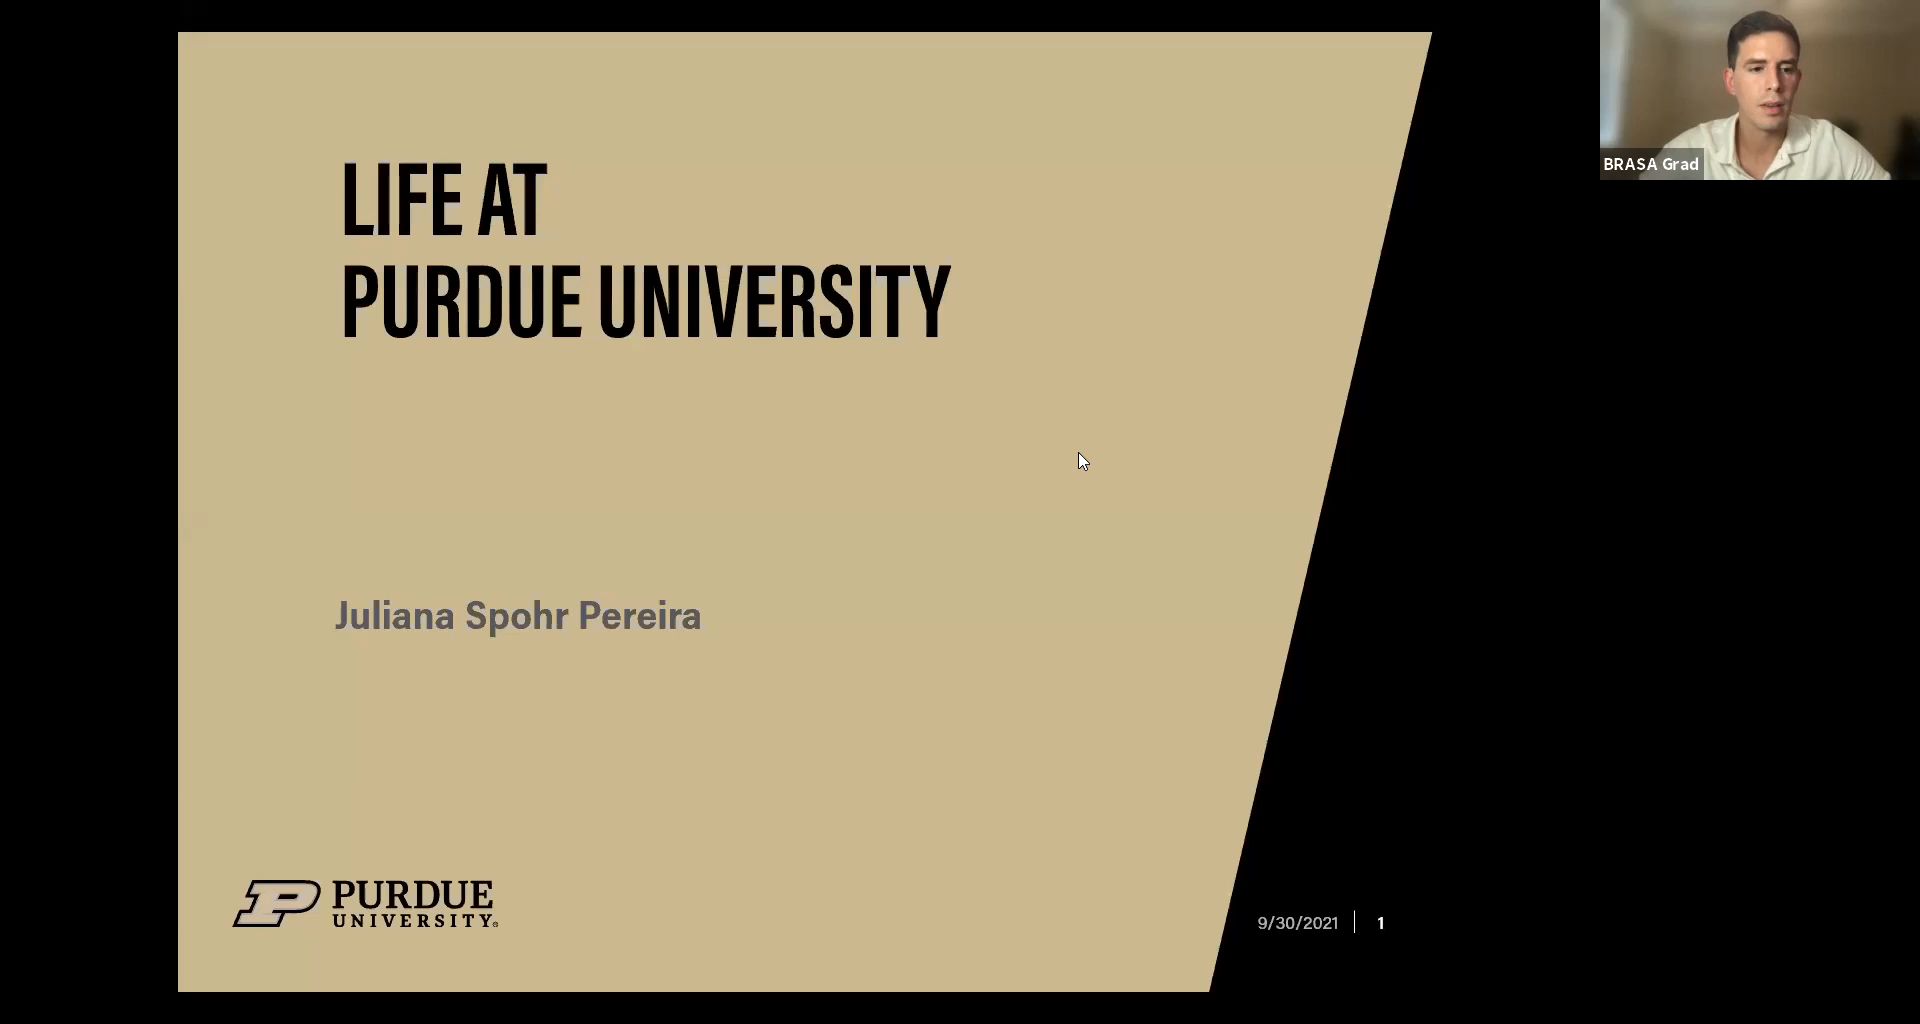 LIFE AT
PURDUE UNIVERSITY
Juliana Spohr Pereira
PURDUE
UNIVERSITY®
9/30/2021 | 1
BRASA Grad